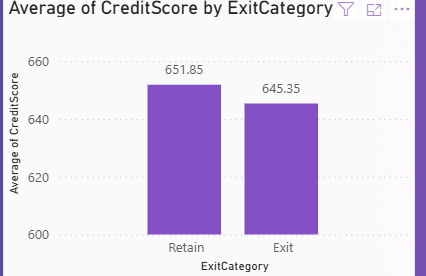 Average of CreditScore by ExitCategory
Average of CreditScore
660
640
620
600
651.85
645.35
Retain
Exit
ExitCategory